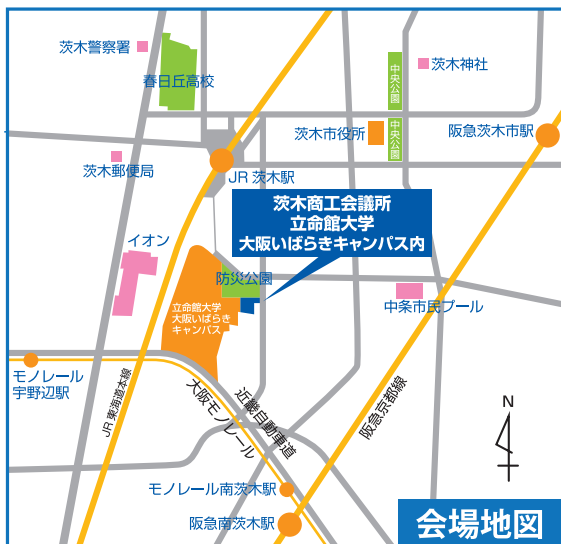 茨木警察署
春日丘高校
中央公園
茨木神社
茨木市役所
中央公園
阪急茨木市駅
茨木郵便局
JR 茨木駅
茨木商工会議所
立命館大学
大阪いばらきキャンパス内
イオン
防災公園
立命館大学
大阪いばらき
キャンパス
中条市民プール
モノレール
宇野辺駅
JR 東海道本線
大阪モノレール
近畿自動車道
阪急京都線
N
モノレール南茨木駅
阪急南茨木駅
会場地図